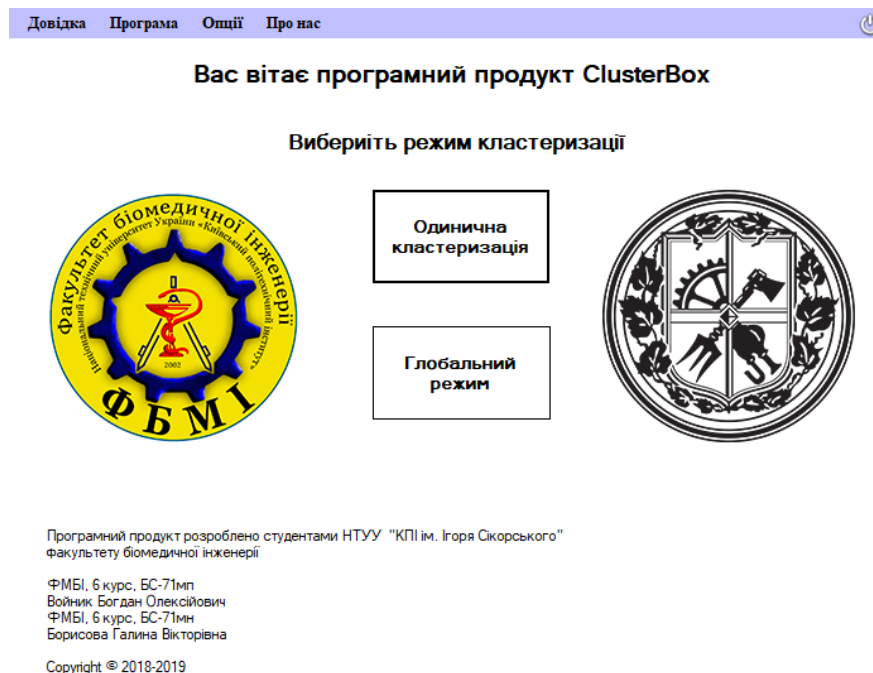 Довідка Програма Опції Про нас
Вас вітає програмний продукт ClusterBox
Вибериіть режим кластеризації
Факультет біомедичної інженерії
Національний технічний університет України «Київський політехнічний інститут»
2002
ФБМІ
Одинична
кластеризація
Глобальний
режим
Програмний продукт розроблено студентами НТУУ "КПІ ім. Ігоря Сікорського"
факультету біомедичної інженерії
ФМБІ, 6 курс, БС-71мп
Войник Богдан Олексійович
ФМБІ, 6 курс, БС-71мн
Борисова Галина Вікторівна
Copyright © 2018-2019